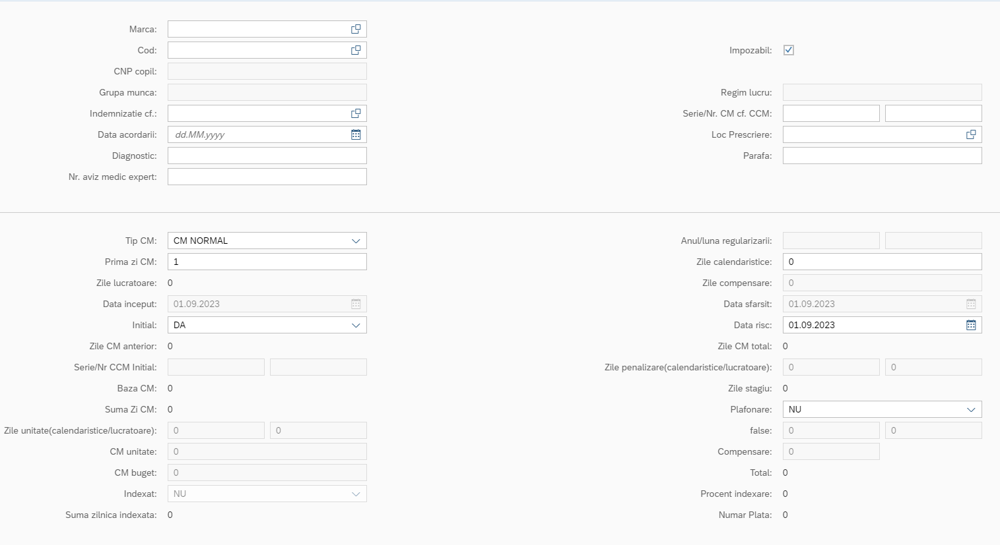 Marca:
Cod:
Impozabil:
CNP copil:
Grupa munca:
Regim lucru:
Indemnizatie cf.:
Serie/Nr. CM cf. CCM:
Data acordarii: dd.MM.yyyy
Loc Prescriere:
Diagnostic:
Parafa:
Nr. aviz medic expert:
Tip CM: CM NORMAL
Anul/luna regularizarii:
Prima zi CM: 1
Zile calendaristice: 0
Zile lucratoare: 0
Zile compensare: 0
Data inceput: 01.09.2023
Data sfarsit: 01.09.2023
Initial: DA
Data risc: 01.09.2023
Zile CM anterior: 0
Zile CM total: 0
Serie/Nr CCM Initial:
Zile penalizare(calendaristice/lucratoare): 0 0
Baza CM: 0
Zile stagiu: 0
Suma Zi CM: 0
Plafonare: NU
Zile unitate(calendaristice/lucratoare): 0 0
false: 0 0
CM unitate: 0
Compensare: 0
CM buget: 0
Total: 0
Indexat: NU
Procent indexare: 0
Suma zilnica indexata: 0
Numar Plata: 0